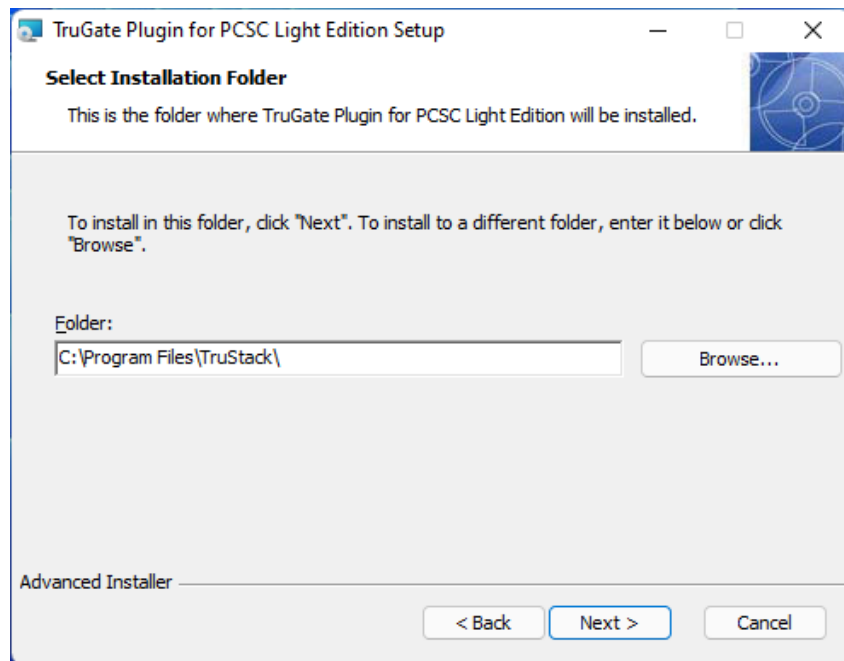 TruGate Plugin for PCSC Light Edition Setup
Select Installation Folder
This is the folder where TruGate Plugin for PCSC Light Edition will be installed.
To install in this folder, click "Next". To install to a different folder, enter it below or click
"Browse".
Folder:
C:\Program Files\TruStack\
Browse...
Advanced Installer
< Back
Next >
Cancel